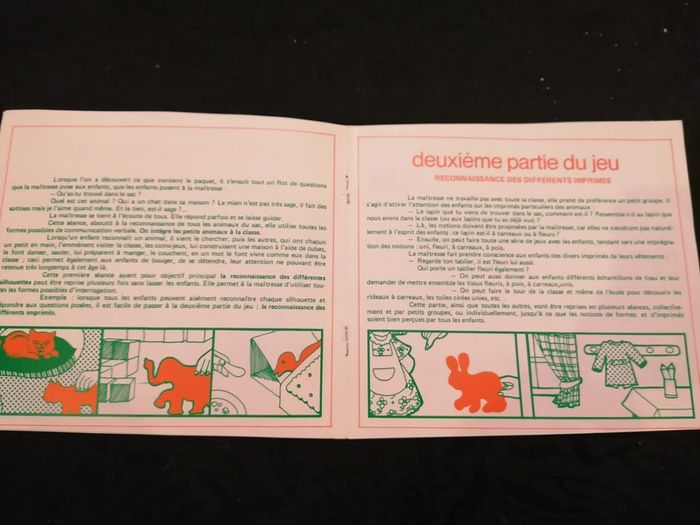 Lorsque l'on a découvert ce que contient le paquet, il s'ensuit tout un flot de questions
que la maîtresse pose aux enfants, que les enfants posent à la maîtresse :
— Qu'as-tu trouvé dans le sac ?
Quel est cet animal ? Qui a un chat dans sa maison ? Le mien n'est pas très sage, il fait des
sottises mais je l'aime quand même. Et le tien, est-il sage ?...
La maîtresse se tient à l'écoute de tous. Elle répond parfois et se laisse guider.
Cette séance, aboutit à la reconnaissance de tous les animaux du sac, elle utilise toutes les
formes possibles de communication verbale. On intègre les petits animaux à la classe.
Lorsqu'un enfant reconnaît un animal, il vient le chercher; puis les autres, qui ont chacun
un petit en main, l'emmènent visiter la classe, les coins-jeux, lui construisent une maison à l'aide de cubes,
le font danser, sauter, lui préparent à manger, le couchent, en un mot le font vivre comme eux dans la
classe ; ceci permet également aux enfants de bouger, de se détendre, leur attention ne pouvant être
retenue très longtemps à cet âge-là.
Cette première séance ayant pour objectif principal la reconnaissance des différentes
silhouettes peut être reprise plusieurs fois sans lasser les enfants. Elle permet à la maîtresse d'utiliser tou-
tes les formes possibles d'interrogation.
Exemple : lorsque tous les enfants peuvent aisément reconnaître chaque silhouette et
répondre aux questions posées, il est facile de passer à la deuxième partie du jeu : la reconnaissance des
différents imprimés.
deuxième partie du jeu
RECONNAISSANCE DES DIFFERENTS IMPRIMES
La maîtresse ne travaille pas avec toute la classe, elle prend de préférence un petit groupe. Il
s'agit d'attirer l'attention des enfants sur les imprimés particuliers des animaux :
— Le lapin que tu viens de trouver dans le sac, comment est-il ? Ressemble-t-il au lapin que
nous avons dans la classe (ou aux lapins que tu as déjà vus) ?
— Là, les notions doivent être proposées par la maîtresse, car elles ne viendront pas naturel-
lement à l'esprit des enfants :ce lapin est-il à carreaux ou à fleurs ?
— Ensuite, on peut faire toute une série de jeux avec les enfants, tendant vers une imprégna-
tion des notions : uni, fleuri, à carreaux, à pois.
La maîtresse fait prendre conscience aux enfants des divers imprimés de leurs vêtements :
— Regarde ton tablier, il est fleuri lui aussi.
Qui porte un tablier fleuri également ?
— On peut aussi donner aux enfants différents échantillons de tissu et leur
demander de mettre ensemble les tissus fleuris, à pois, à carreaux,unis.
— On peut faire le tour de la classe et même de l'école pour découvrir les
rideaux à carreaux, les toiles cirées unies, etc.
Cette partie, ainsi que toutes les autres, doit être reprises en plusieurs séances, collective-
ment et par petits groupes, ou individuellement, jusqu'à ce que les notions de formes et d'imprimés
soient bien perçues par tous les enfants.